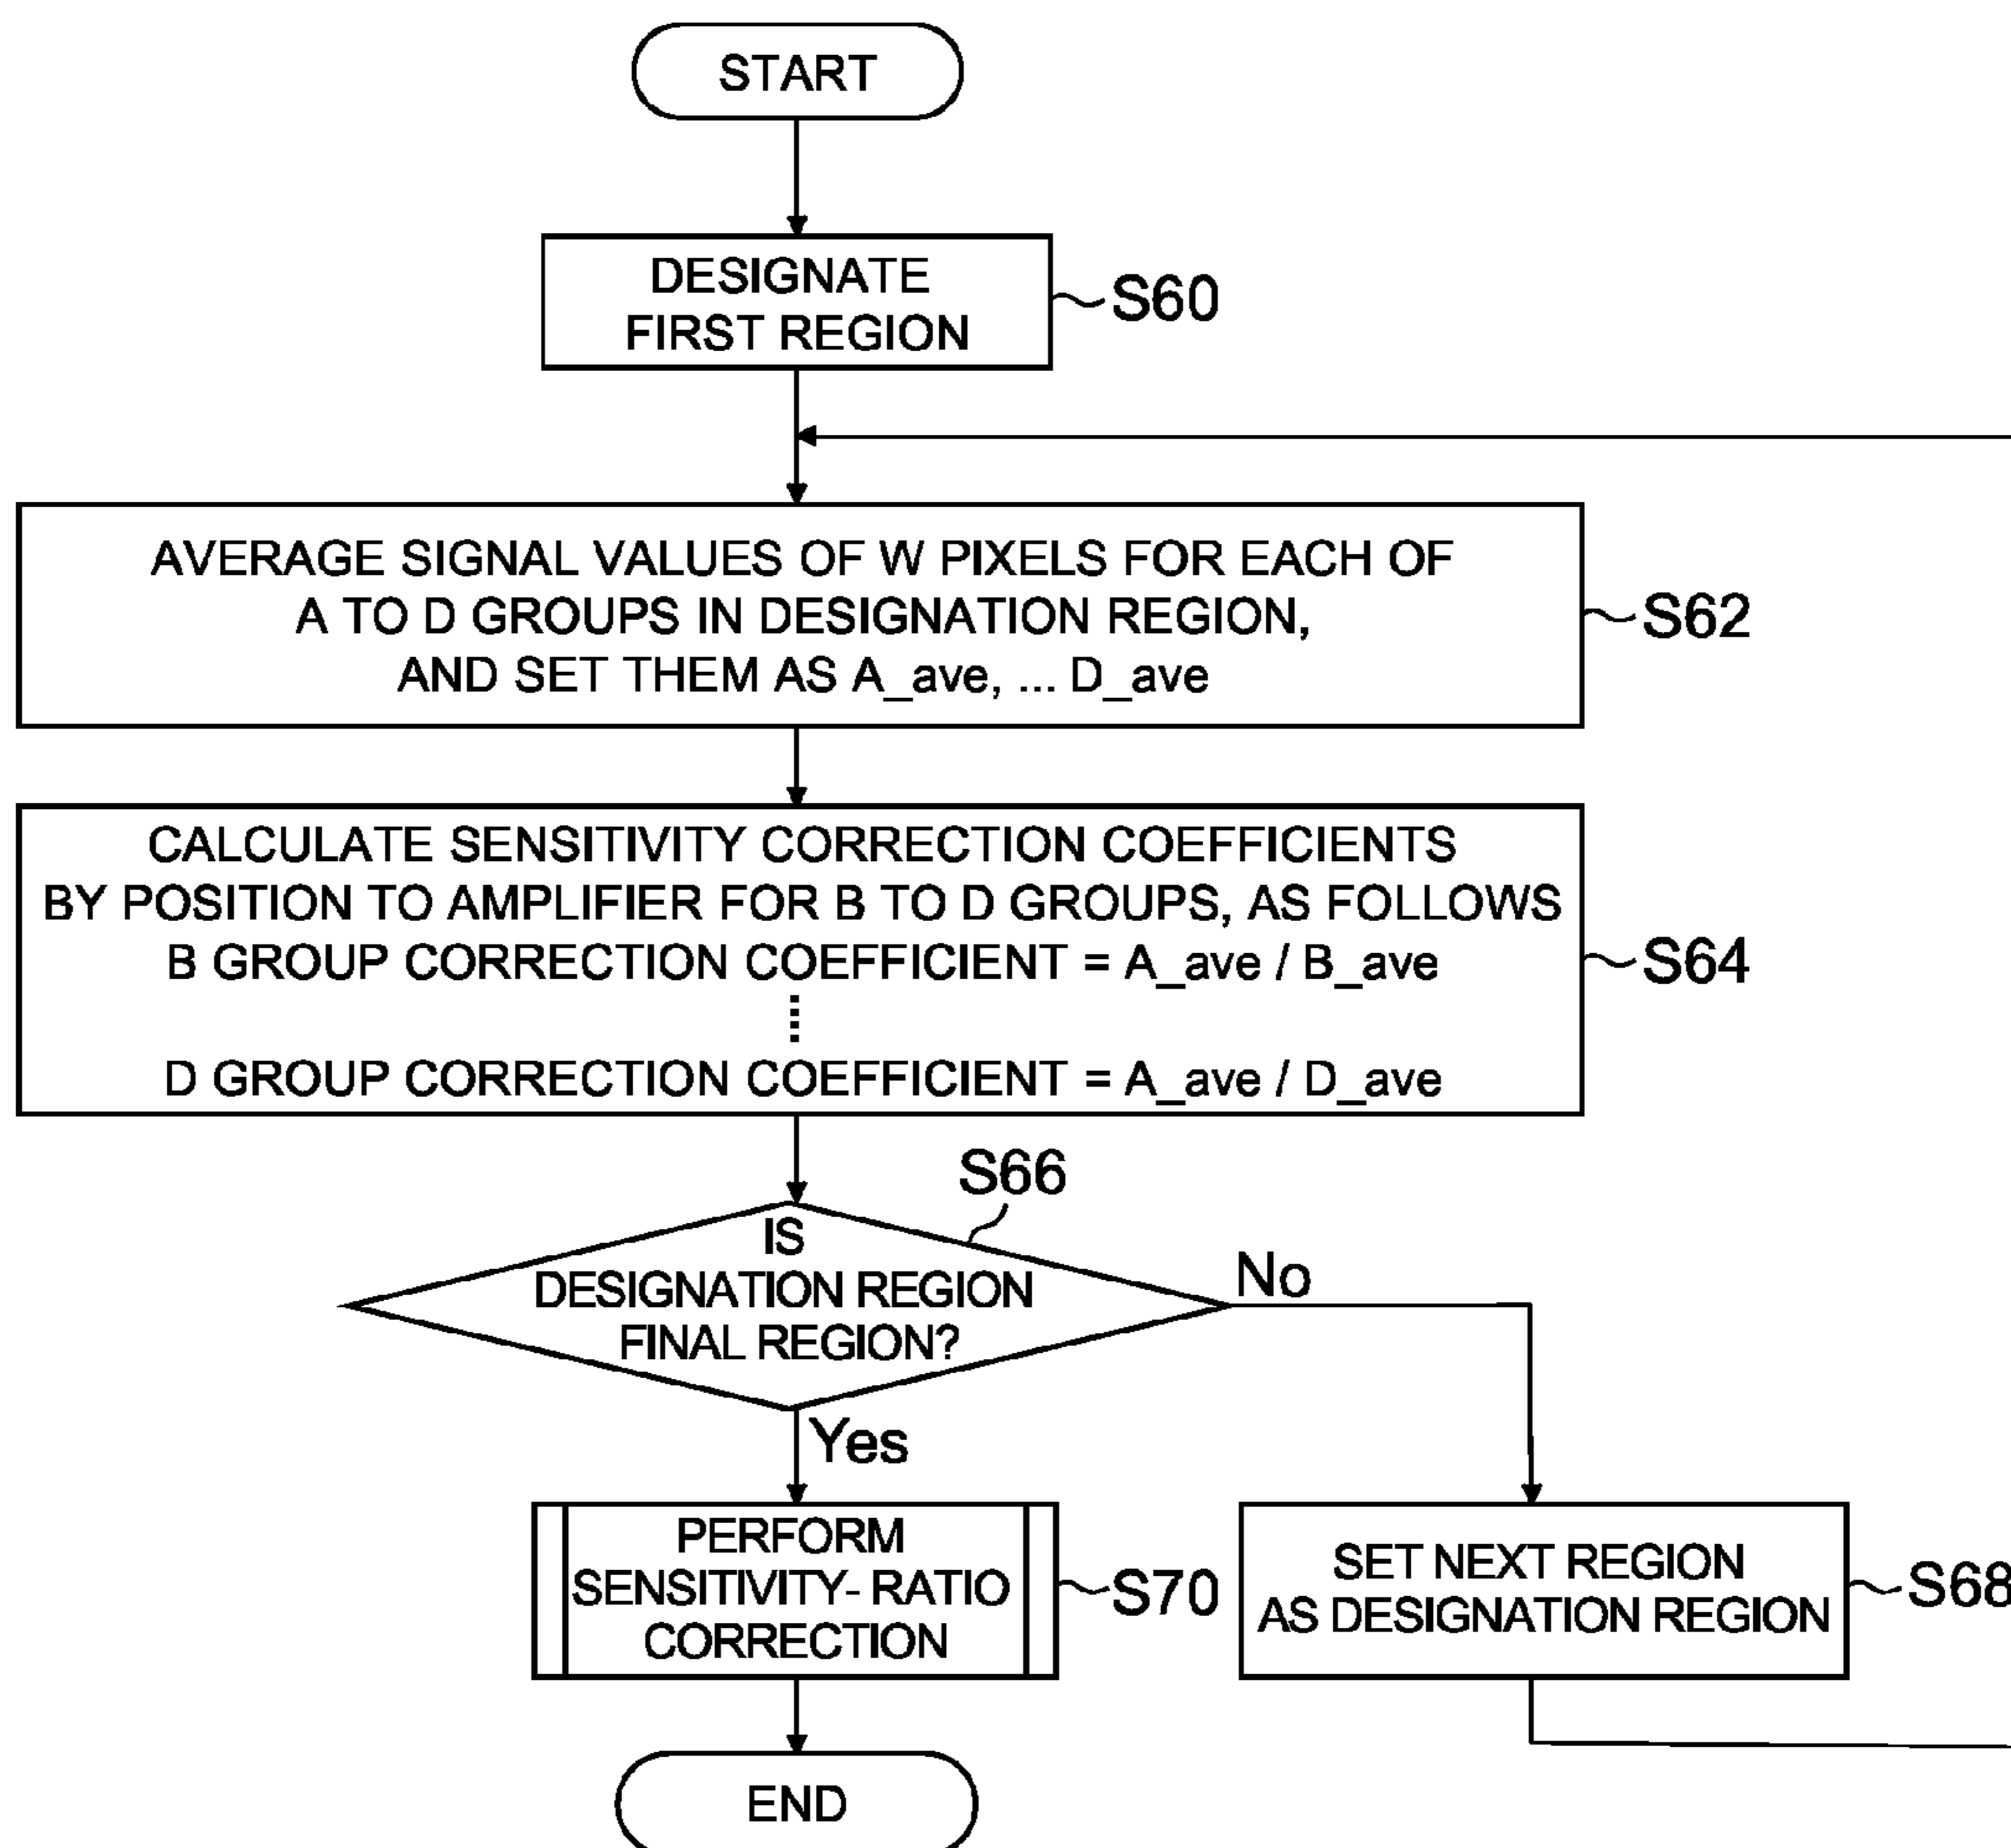 START
DESIGNATE
FIRST REGION
S60
AVERAGE SIGNAL VALUES OF W PIXELS FOR EACH OF
A TO D GROUPS IN DESIGNATION REGION,
AND SET THEM AS A_ave, ... D_ave
S62
CALCULATE SENSITIVITY CORRECTION COEFFICIENTS
BY POSITION TO AMPLIFIER FOR B TO D GROUPS, AS FOLLOWS
B GROUP CORRECTION COEFFICIENT = A_ave / B_ave
D GROUP CORRECTION COEFFICIENT = A_ave / D_ave
S64
S66
IS
DESIGNATION REGION
FINAL REGION?
No
Yes
PERFORM
SENSITIVITY- RATIO
CORRECTION
S70
SET NEXT REGION
AS DESIGNATION REGION
S68
END